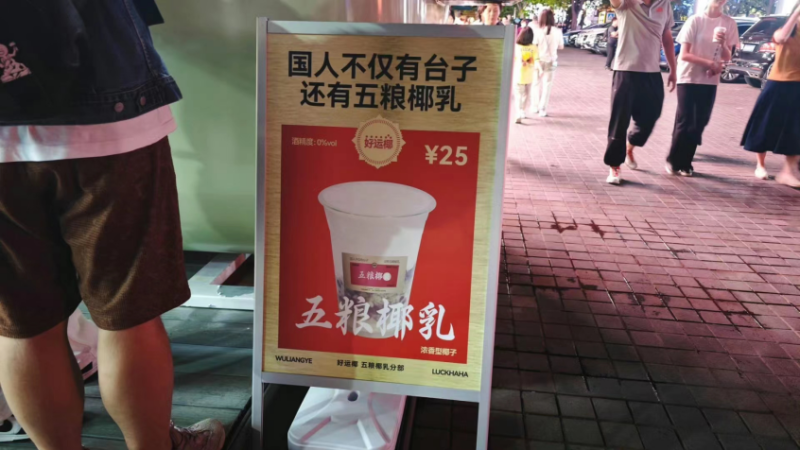 国人不仅有台子
还有五粮椰乳
酒精度: 0%vol
好运椰
¥25
五粮椰
五粮椰乳
浓香型椰子
WULIANGYE
好运椰 五粮椰乳分部
LUCKHAHA